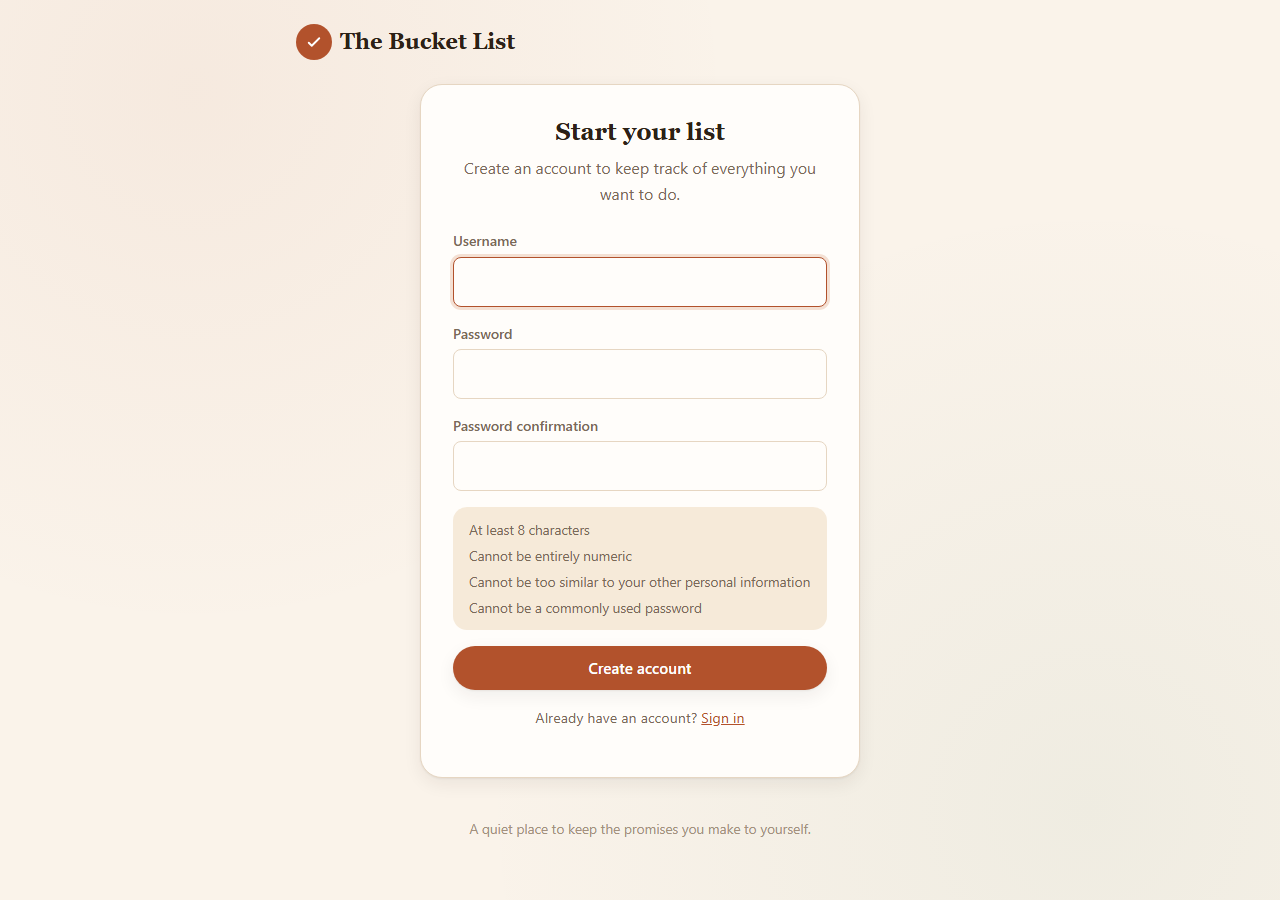 The Bucket List
Start your list
Create an account to keep track of everything you
want to do.
Username
Password
Password confirmation
At least 8 characters
Cannot be entirely numeric
Cannot be too similar to your other personal information
Cannot be a commonly used password
Create account
Already have an account? Sign in
A quiet place to keep the promises you make to yourself.